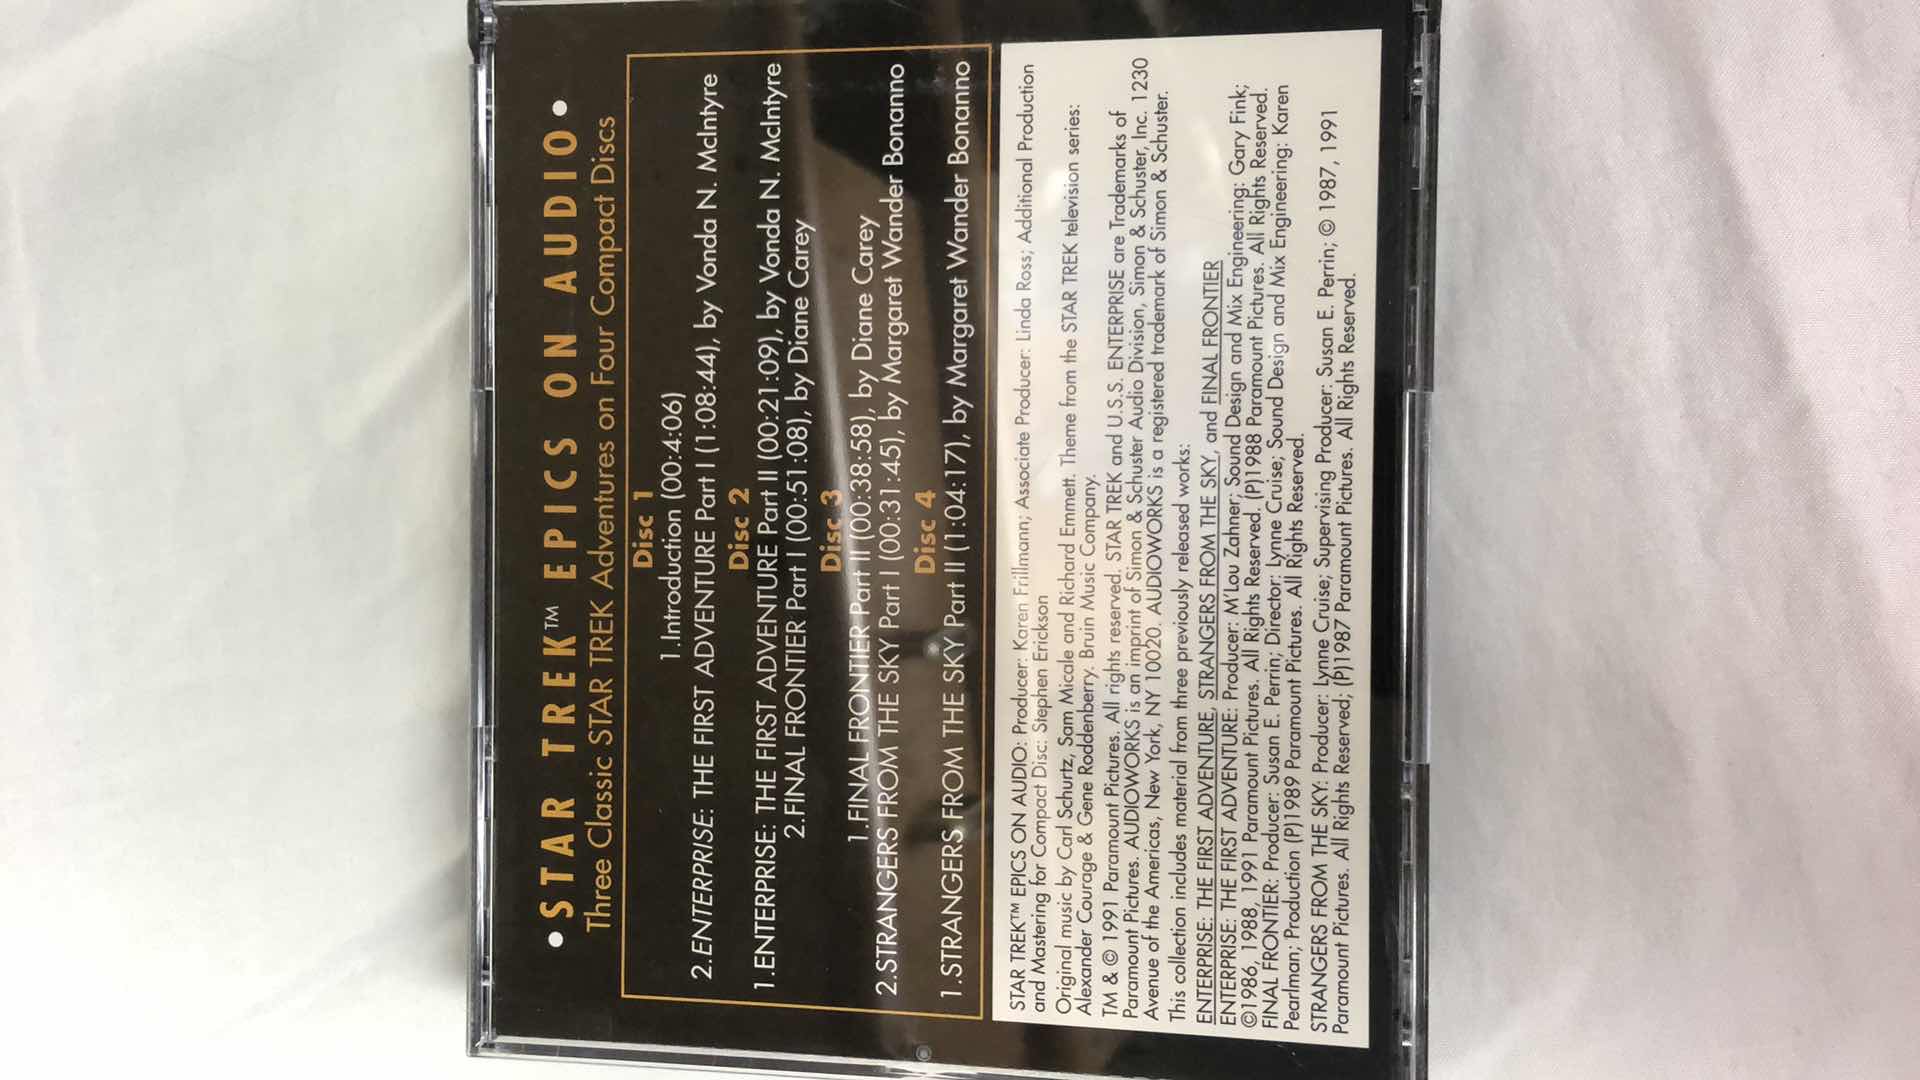 • STAR TREK™ EPICS ON AUDIO •
Three Classic STAR TREK Adventures on Four Compact Discs
Disc 1
1.Introduction (00:4:06)
2.ENTERPRISE: THE FIRST ADVENTURE Part I (1:08:44), by Vonda N. McIntyre
Disc 2
1.ENTERPRISE: THE FIRST ADVENTURE Part II (00:21:09), by Vonda N. McIntyre
2.FINAL FRONTIER Part I (00:51:08), by Diane Carey
Disc 3
1.FINAL FRONTIER Part II (00:38:58), by Diane Carey
2.STRANGERS FROM THE SKY Part I (00:31:45), by Margaret Wander Bonanno
Disc 4
1.STRANGERS FROM THE SKY Part II (1:04:17), by Margaret Wander Bonanno
STAR TREK™ EPICS ON AUDIO: Producer: Karen Frillmann; Associate Producer: Linda Ross; Additional Production
and Mastering for Compact Disc: Stephen Erickson
Original music by Carl Schurtz, Sam Micale and Richard Emmett. Theme from the STAR TREK television series:
Alexander Courage & Gene Roddenberry. Bruin Music Company.
TM & © 1991 Paramount Pictures. All rights reserved. STAR TREK and U.S.S. ENTERPRISE are Trademarks of
Paramount Pictures. AUDIOWORKS is an imprint of Simon & Schuster Audio Division, Simon & Schuster, Inc. 1230
Avenue of the Americas, New York, NY 10020. AUDIOWORKS is a registered trademark of Simon & Schuster.
This collection includes material from three previously released works:
ENTERPRISE: THE FIRST ADVENTURE, STRANGERS FROM THE SKY, and FINAL FRONTIER
ENTERPRISE: THE FIRST ADVENTURE: Producer: M'Lou Zahner; Sound Design and Mix Engineering: Gary Fink;
©1986, 1988, 1991 Paramount Pictures. All Rights Reserved. (P)1988 Paramount Pictures. All Rights Reserved.
FINAL FRONTIER: Producer: Susan E. Perrin; Director: Lynne Cruise; Sound Design and Mix Engineering: Karen
Pearlman; Production (P)1989 Paramount Pictures. All Rights Reserved.
STRANGERS FROM THE SKY: Producer: Lynne Cruise; Supervising Producer: Susan E. Perrin; © 1987, 1991
Paramount Pictures. All Rights Reserved; (P)1987 Paramount Pictures. All Rights Reserved.